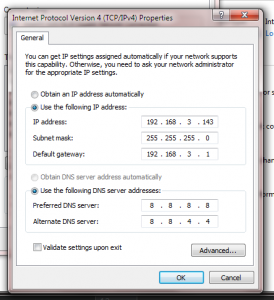 Internet Protocol Version 4 (TCP/IPv4) Properties
General
You can get IP settings assigned automatically if your network supports
this capability. Otherwise, you need to ask your network administrator
for the appropriate IP settings.
Obtain an IP address automatically
Use the following IP address:
IP address: 192 . 168 . 3 . 143
Subnet mask: 255 . 255 . 255 . 0
Default gateway: 192 . 168 . 3 . 1
Obtain DNS server address automatically
Use the following DNS server addresses:
Preferred DNS server: 8 . 8 . 8 . 8
Alternate DNS server: 8 . 8 . 4 . 4
Validate settings upon exit
Advanced...
OK
Cancel